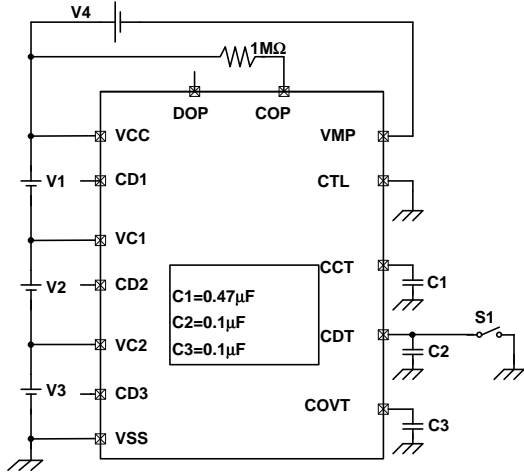 V4
1MΩ
DOP
COP
VCC
VMP
V1
CD1
CTL
VC1
V2
CD2
CCT
C1
C1=0.47µF
C2=0.1µF
C3=0.1µF
S1
CDT
VC2
C2
V3
CD3
COVT
C3
VSS